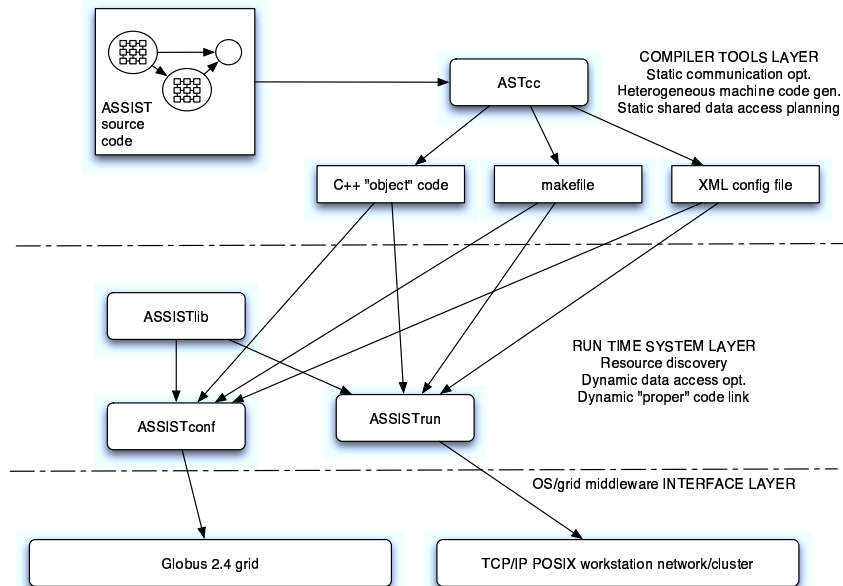 COMPILER TOOLS LAYER
Static communication opt.
Heterogeneous machine code gen.
Static shared data access planning
ASTcc
ASSIST
source
code
C++ "object" code
makefile
XML config file
ASSISTlib
RUN TIME SYSTEM LAYER
Resource discovery
Dynamic data access opt.
Dynamic "proper" code link
ASSISTconf
ASSISTrun
OS/grid middleware INTERFACE LAYER
Globus 2.4 grid
TCP/IP POSIX workstation network/cluster